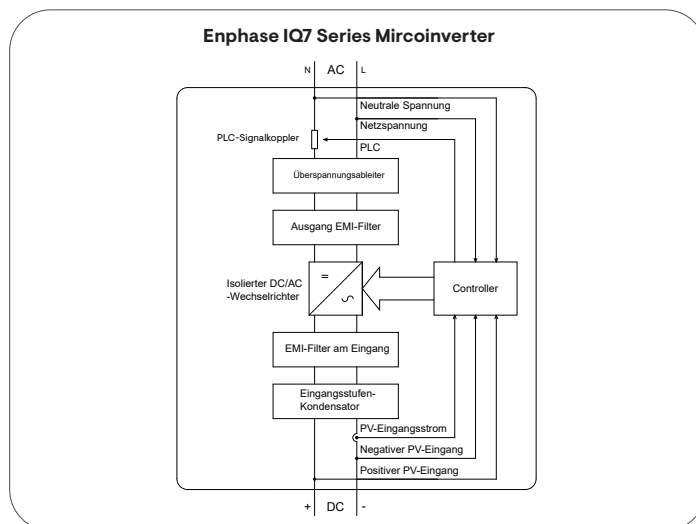 Enphase IQ7 Series Mircoinverter
N AC L
Neutrale Spannung
Netzspannung
PLC-Signalkoppler
PLC
Überspannungsableiter
Ausgang EMI-Filter
=
Isolierter DC/AC
-Wechselrichter
Controller
EMI-Filter am Eingang
Eingangsstufen-
Kondensator
PV-Eingangsstrom
Negativer PV-Eingang
Positiver PV-Eingang
+ DC -